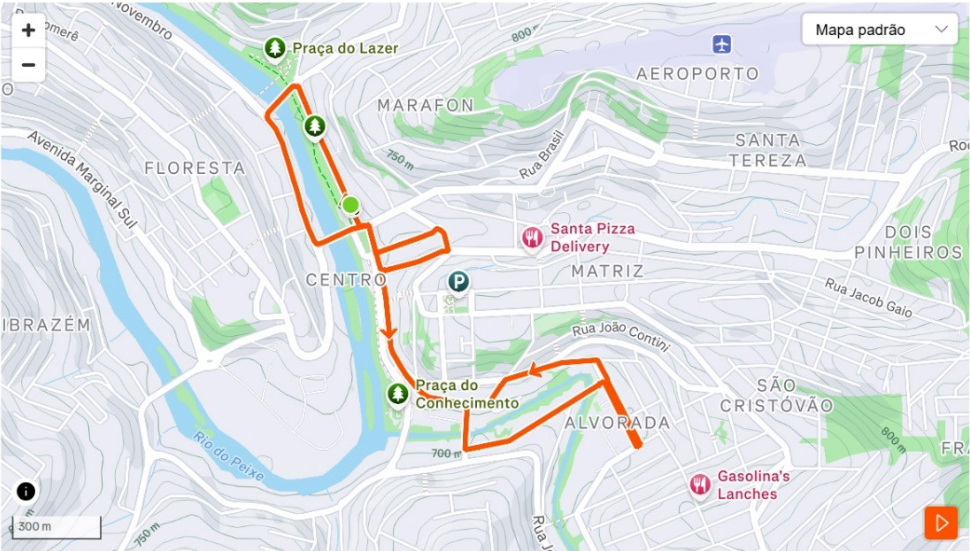 Novembro
Mapa padrão
Praça do Lazer
800
AEROPORTO
MARAFON
Rua Brasil
SANTA
TEREZA
750 m
FLORESTA
Avenida Marginal Sul
Santa Pizza
Delivery
DOIS
PINHEIROS
MATRIZ
CENTRO
P
Rua Jacob Gaio
IBRAZÉM
Rua João Contini
Praça do
Conhecimento
SÃO
CRISTÓVÃO
ALVORADA
800 m
700 m
Rio do Peixe
Gasolina's
Lanches
300 m
750 m